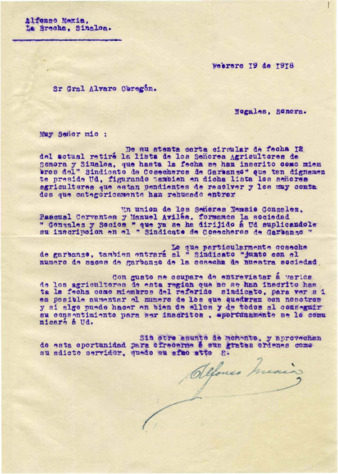 Alfonso Mexia,
La Brecha, Sinaloa.
Febrero 19 de 1918
Sr Gral Alvaro Obregón.
Nogales, Sonora.
Muy Señor mio :
De su atenta carta circular de fecha 12
del actual retiré la lista de los Señores Agricultores de
Sonora y Sinaloa, que hasta la fecha se han inscrito como miem
bros del "Sindicato de Cosecheros de Garbanzo" que tan dignamen
te preside Ud, figurando tambien en dicha lista los señores
agricultores que estan pendientes de resolver y los muy conta
dos que categoricamente han rehusado entrar
En union de los Señores Nemsio Gonzalez,
Pascual Cervantes y Manuel Avilés, formamos la sociedad
" Gonzalez y Socios " que ya se ha dirijido á Ud suplicandole
su inscripcion en el " Sindicato de Cosecheros de Garbanzo "
Lo que particularmente coseche
de garbanzo, tambien entrará al " Sindicato "junto con el
numero de sacos de garbanzo de la cosecha de nuestra sociedad.
Con gusto me ocupare de entrevistar á varios
de los agricultores de esta region que no se han inscrito has
ta la fecha como miembros del referido sindicato, para ver si
es posible aumentar el numero de los que quedran con nosotros
y si algo puedo hacer en bien de ellos y de todos al conseguir
su consentimiento para ser inscritos , oportunamente se lo co
municaré á Ud.
Sin otro asunto de momento, y aprovechan
do esta oportunidad para ofrecerme á sus gratas ordenes como
su adicto servidor, quedo su afmo atto S.
Alfonso Mexia